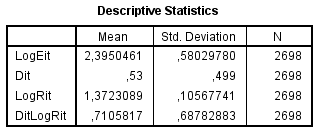 Descriptive Statistics
Mean Std. Deviation N
LogEit 2,3950461 ,58029780 2698
Dit ,53 ,499 2698
LogRit 1,3723089 ,10567741 2698
DitLogRit ,7105817 ,68782883 2698